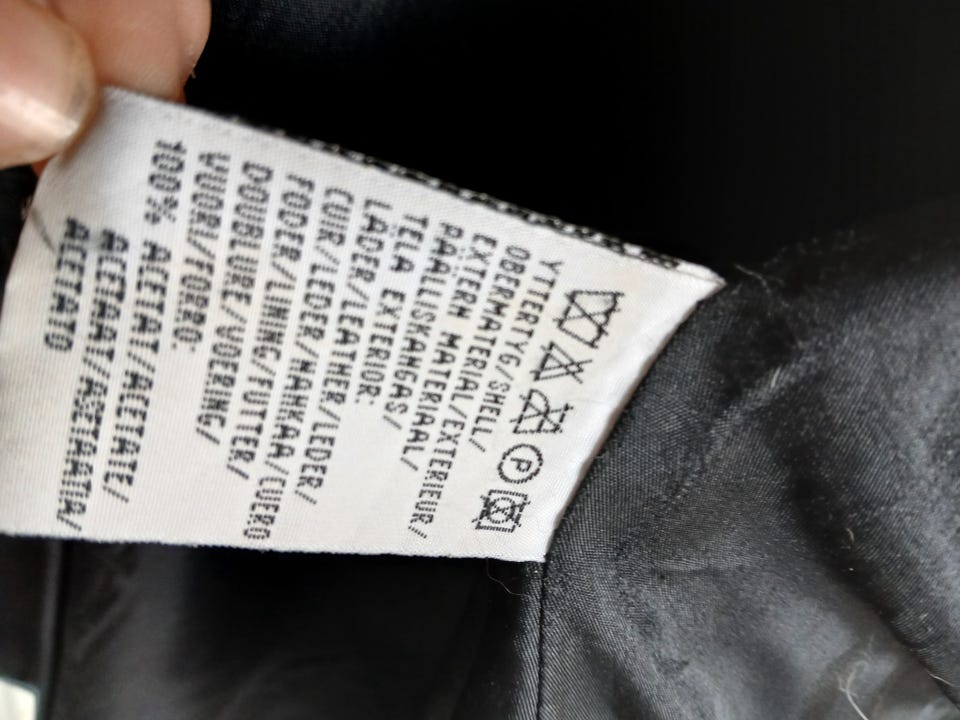 P
YTTERTYG/SHELL/
OBERMATERIAL/EXTERIEUR/
EXTERN MATERIAAL/
PÄÄLLISKANGAS/
TELA EXTERIOR:
LÄDER/LEATHER/LEDER/
CUIR/LEDER/NAHKAA/CUERO
FODER/LINING/FUTTER/
DOUBLURE/VOERING/
VUORI/FORRO:
100% ACETAT/ACETATE/
ACETAAT/ASETAATIA/
ACETATO